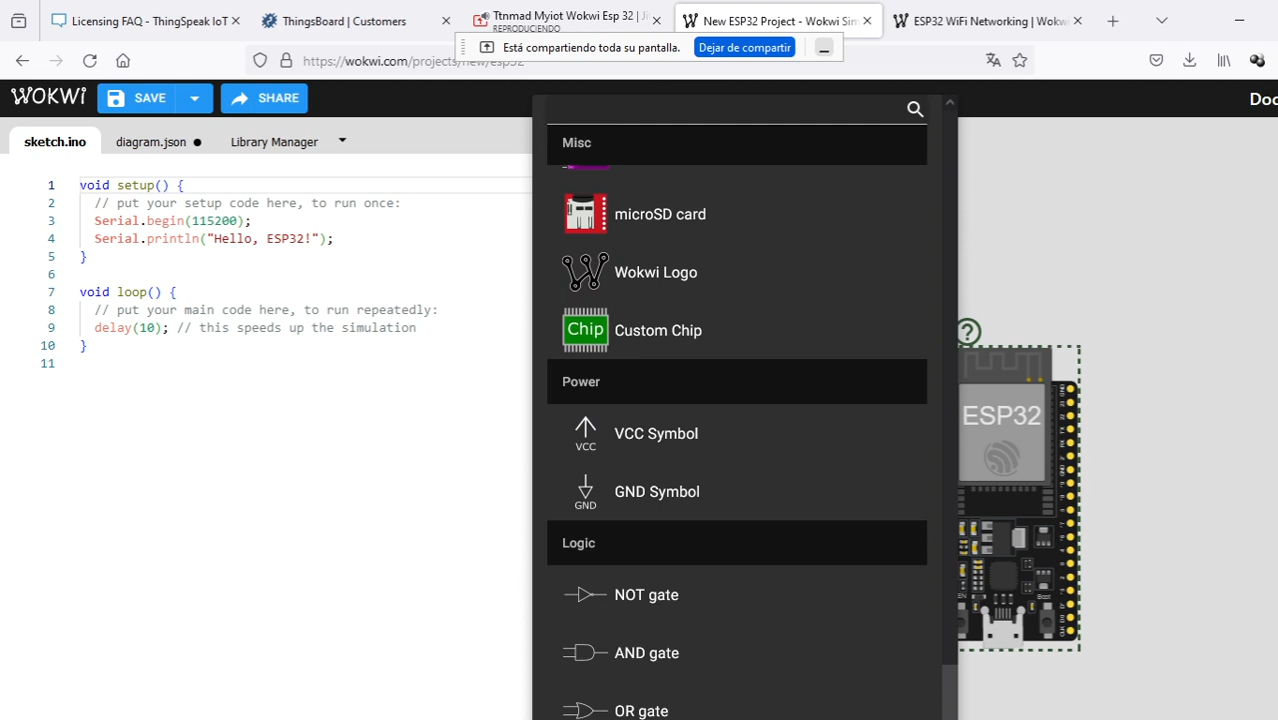 Licensing FAQ - ThingSpeak IoT
ThingsBoard | Customers
Ttnmad Myiot Wokwi Esp 32 | Ji
REPRODUCIENDO
New ESP32 Project - Wokwi Sim
ESP32 WiFi Networking | Wokw
Está compartiendo toda su pantalla.
Dejar de compartir
https://wokwi.com/projects/new/esp32
WOKWI
SAVE
SHARE
Doc
sketch.ino
diagram.json
Library Manager
1 void setup() {
2 // put your setup code here, to run once:
3 Serial.begin(115200);
4 Serial.println("Hello, ESP32!");
5 }
6
7 void loop() {
8 // put your main code here, to run repeatedly:
9 delay(10); // this speeds up the simulation
10 }
11
Misc
microSD card
Wokwi Logo
Chip
Custom Chip
Power
VCC
VCC Symbol
GND
GND Symbol
Logic
NOT gate
AND gate
OR gate
?
ESP32
EN
Boot